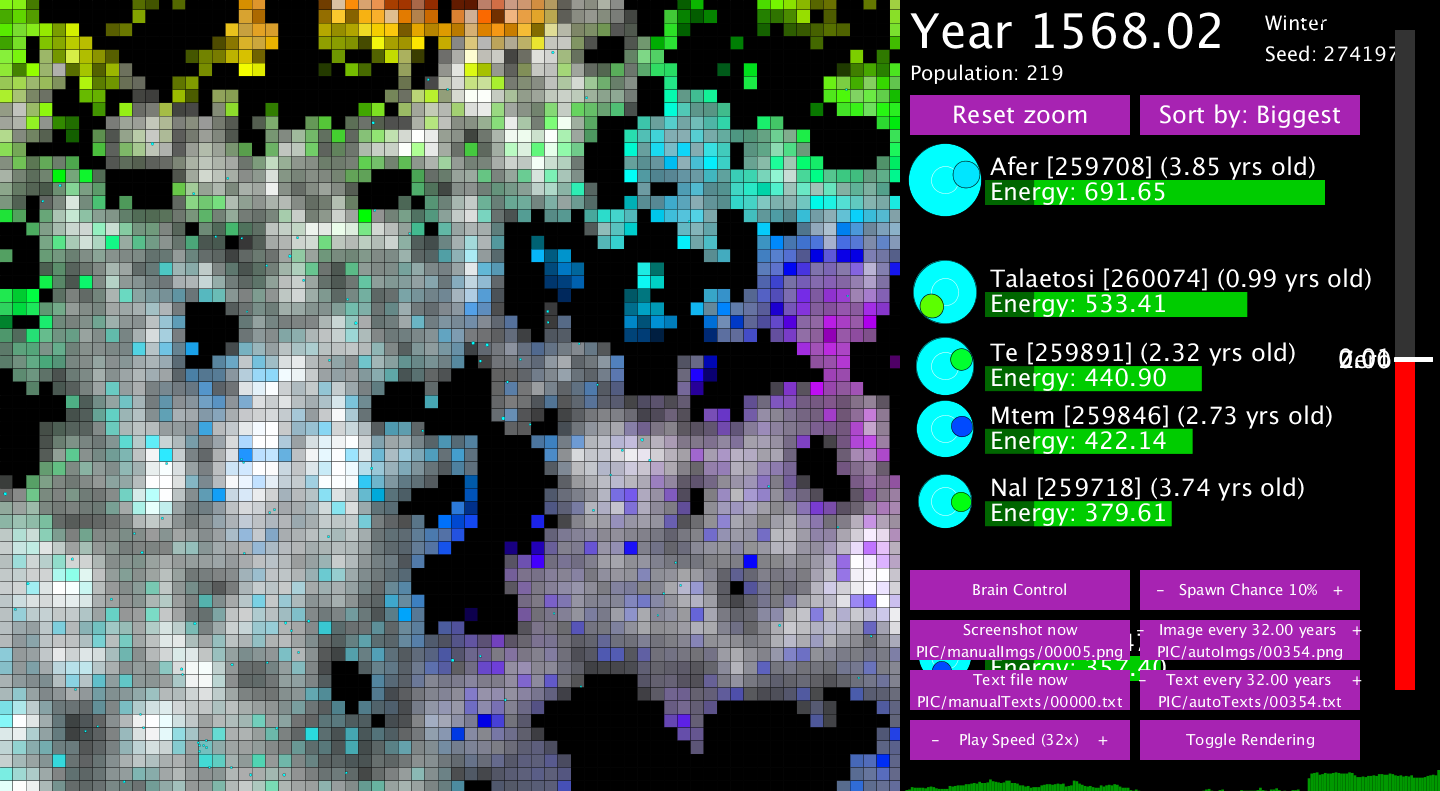 Year 1568.02
Winter
Seed: 274197
Population: 219
Reset zoom
Sort by: Biggest
Afer [259708] (3.85 yrs old)
Energy: 691.65
Talaetosi [260074] (0.99 yrs old)
Energy: 533.41
Te [259891] (2.32 yrs old)
Energy: 440.90
Mtem [259846] (2.73 yrs old)
Energy: 422.14
Nal [259718] (3.74 yrs old)
Energy: 379.61
Brain Control
– Spawn Chance 10% +
Screenshot now
PIC/manualImgs/00005.png
– Image every 32.00 years +
PIC/autoImgs/00354.png
Energy: 357.40
Text file now
PIC/manualTexts/00000.txt
– Text every 32.00 years +
PIC/autoTexts/00354.txt
– Play Speed (32x) +
Toggle Rendering